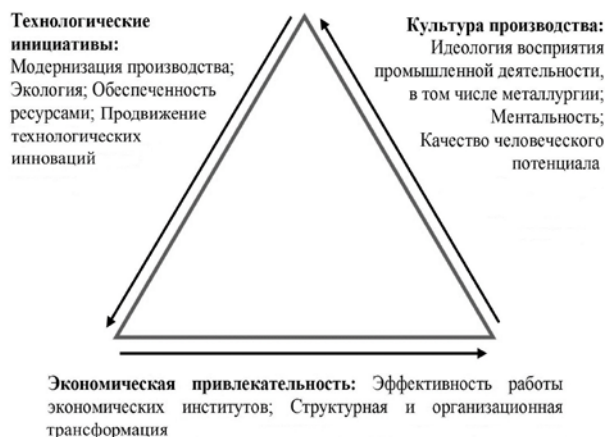 Технологические
инициативы:
Модернизация производства;
Экология; Обеспеченность
ресурсами; Продвижение
технологических
инноваций
Культура производства:
Идеология восприятия
промышленной деятельности,
в том числе металлургии;
Ментальность;
Качество человеческого
потенциала
Экономическая привлекательность: Эффективность работы
экономических институтов; Структурная и организационная
трансформация